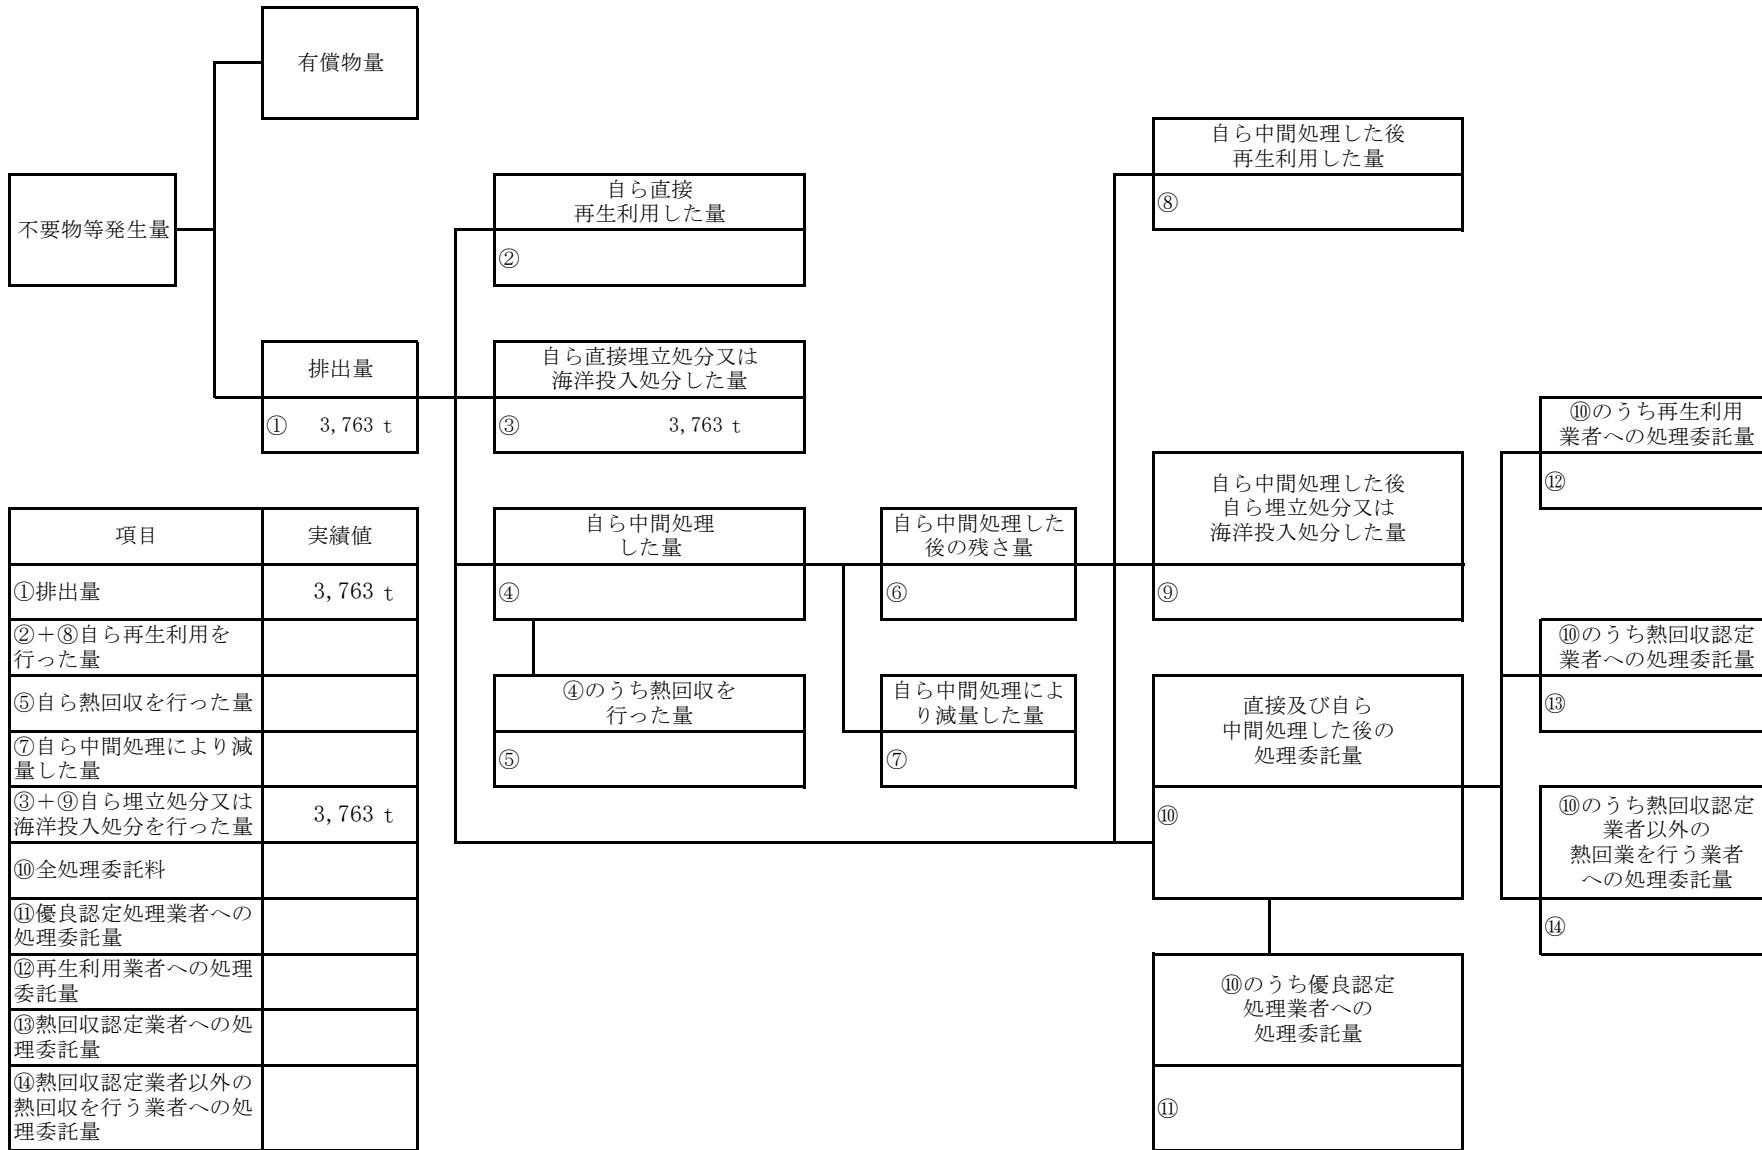 有償物量
自ら中間処理した後
再生利用した量
⑧
不要物等発生量
自ら直接
再生利用した量
②
排出量
① 3,763 t
自ら直接埋立処分又は
海洋投入処分した量
③ 3,763 t
⑩のうち再生利用
業者への処理委託量
⑫
自ら中間処理した後
自ら埋立処分又は
海洋投入処分した量
⑨
自ら中間処理
した量
④
自ら中間処理した
後の残さ量
⑥
⑩のうち熱回収認定
業者への処理委託量
⑬
④のうち熱回収を
行った量
⑤
自ら中間処理によ
り減量した量
⑦
直接及び自ら
中間処理した後の
処理委託量
⑩
⑩のうち熱回収認定
業者以外の
熱回業を行う業者
への処理委託量
⑭
⑩のうち優良認定
処理業者への
処理委託量
⑪
項目 実績値
①排出量 3,763 t
②＋⑧自ら再生利用を
行った量
⑤自ら熱回収を行った量
⑦自ら中間処理により減
量した量
③＋⑨自ら埋立処分又は
海洋投入処分を行った量 3,763 t
⑩全処理委託料
⑪優良認定処理業者への
処理委託量
⑫再生利用業者への処理
委託量
⑬熱回収認定業者への処
理委託量
⑭熱回収認定業者以外の
熱回収を行う業者への処
理委託量